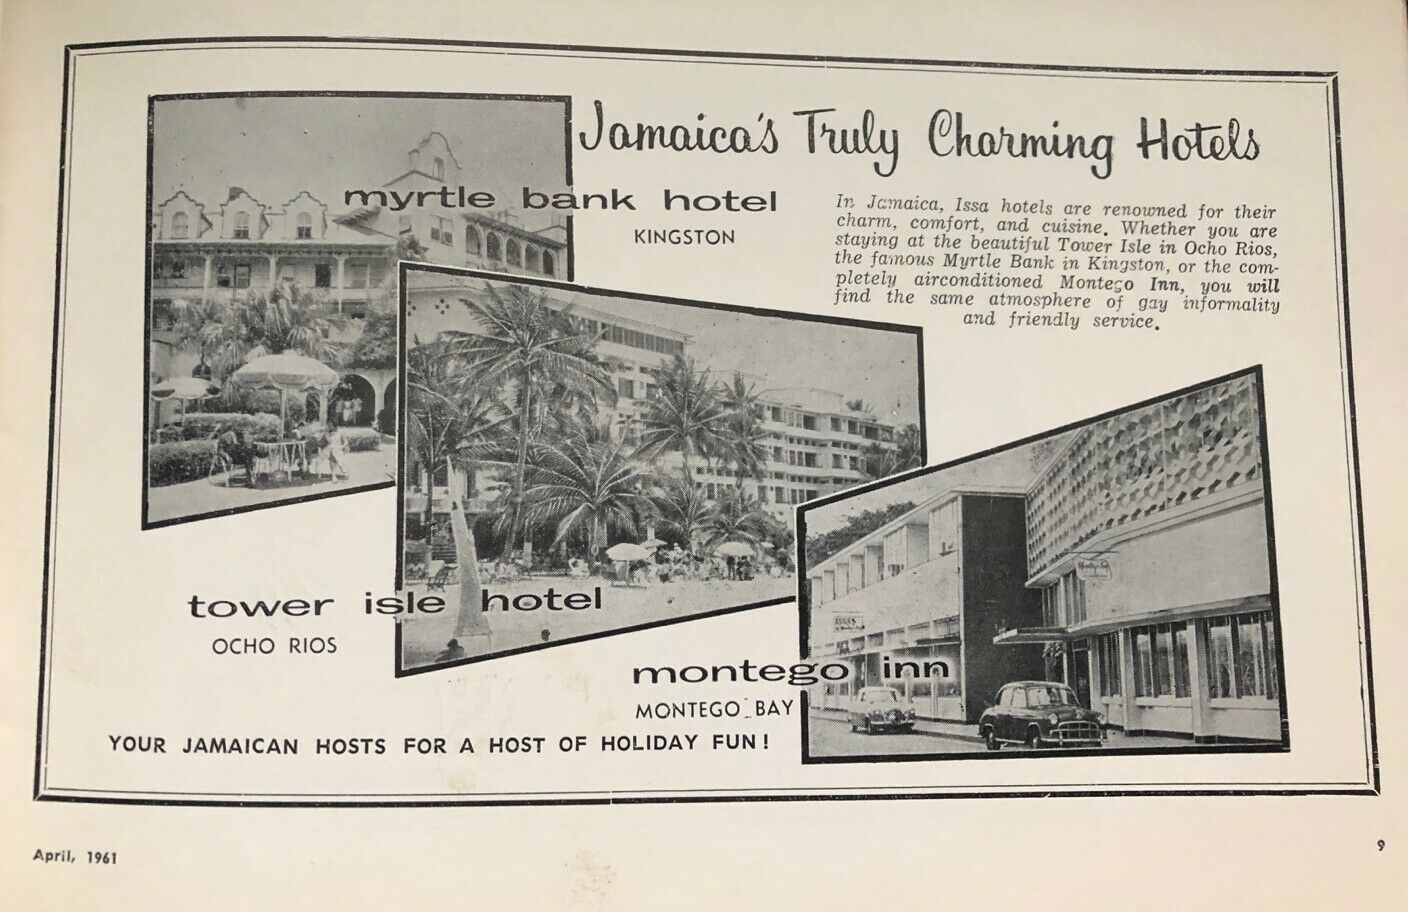 Jamaica's Truly Charming Hotels
myrtle bank hotel
KINGSTON
In Jamaica, Issa hotels are renowned for their
charm, comfort, and cuisine. Whether you are
staying at the beautiful Tower Isle in Ocho Rios,
the famous Myrtle Bank in Kingston, or the com-
pletely airconditioned Montego Inn, you will
find the same atmosphere of gay informality
and friendly service.
tower isle hotel
OCHO RIOS
montego inn
MONTEGO BAY
ISSAS
YOUR JAMAICAN HOSTS FOR A HOST OF HOLIDAY FUN!
April, 1961
9